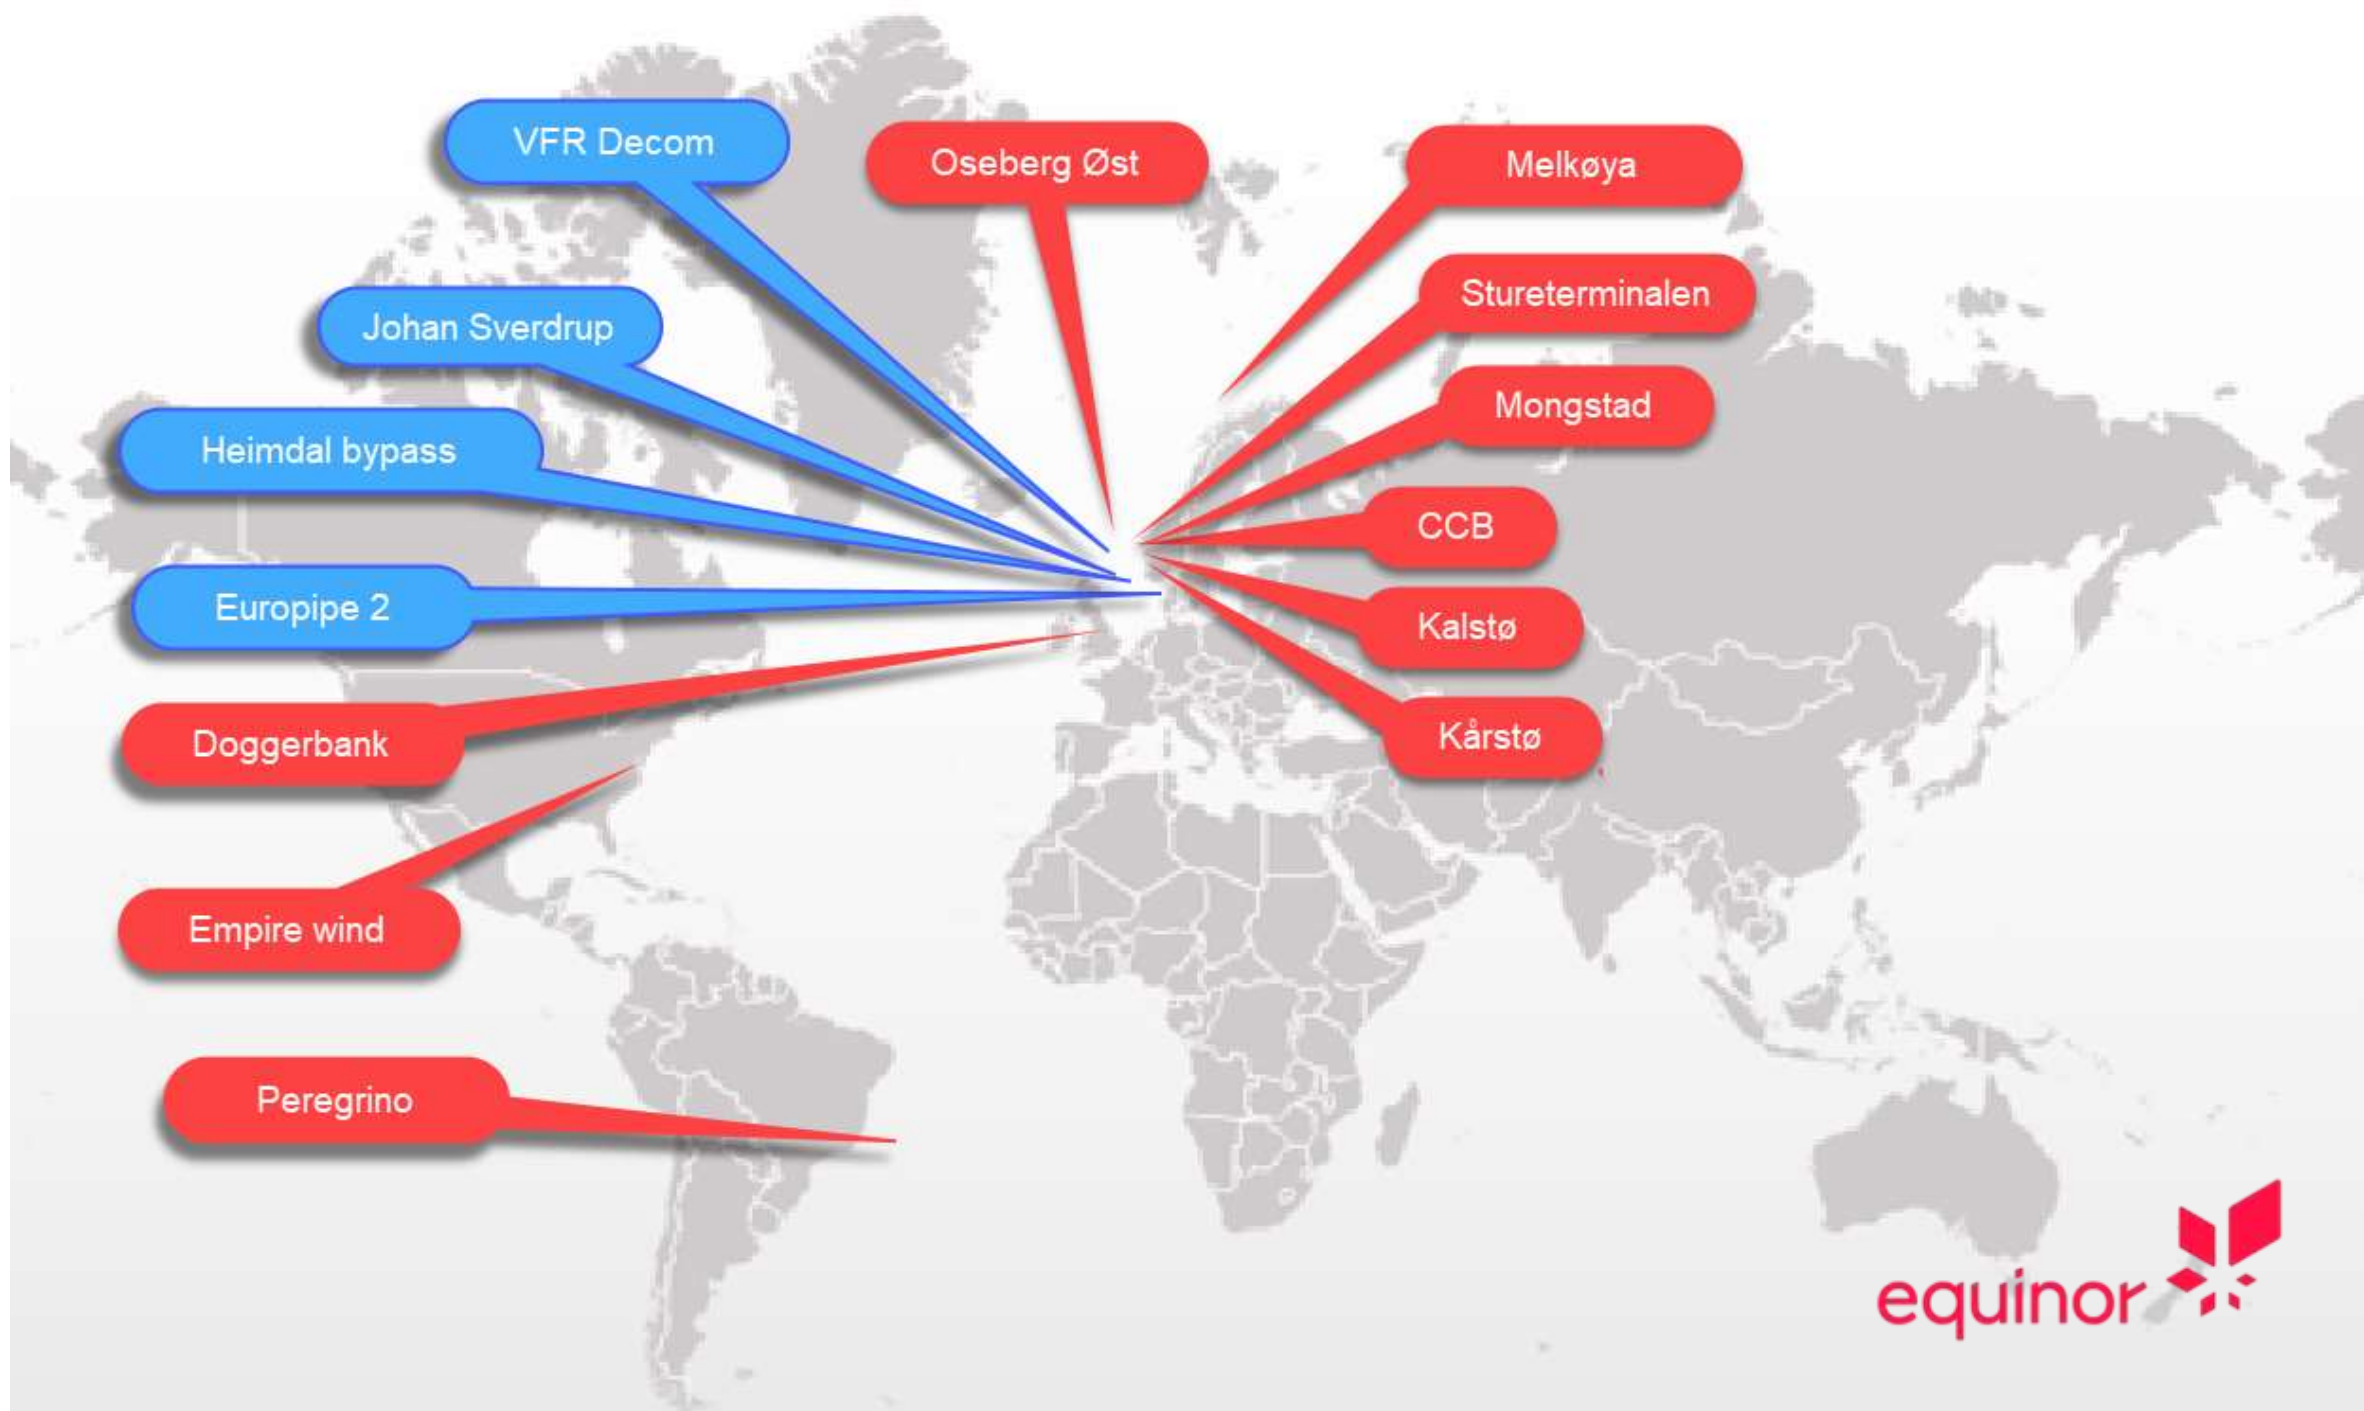 VFR Decom
Oseberg Øst
Melkøya
Stureterminalen
Johan Sverdrup
Mongstad
Heimdal bypass
CCB
Europipe 2
Kalstø
Doggerbank
Kårstø
Empire wind
Peregrino
equinor